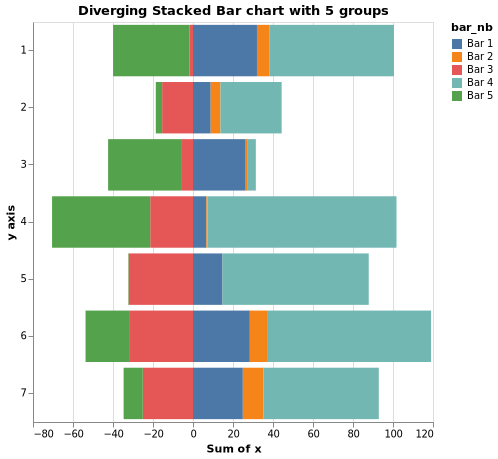 Diverging Stacked Bar chart with 5 groups
bar_nb
Bar 1
Bar 2
Bar 3
Bar 4
Bar 5
y axis
1
2
3
4
5
6
7
−80 −60 −40 −20 0 20 40 60 80 100 120
Sum of x